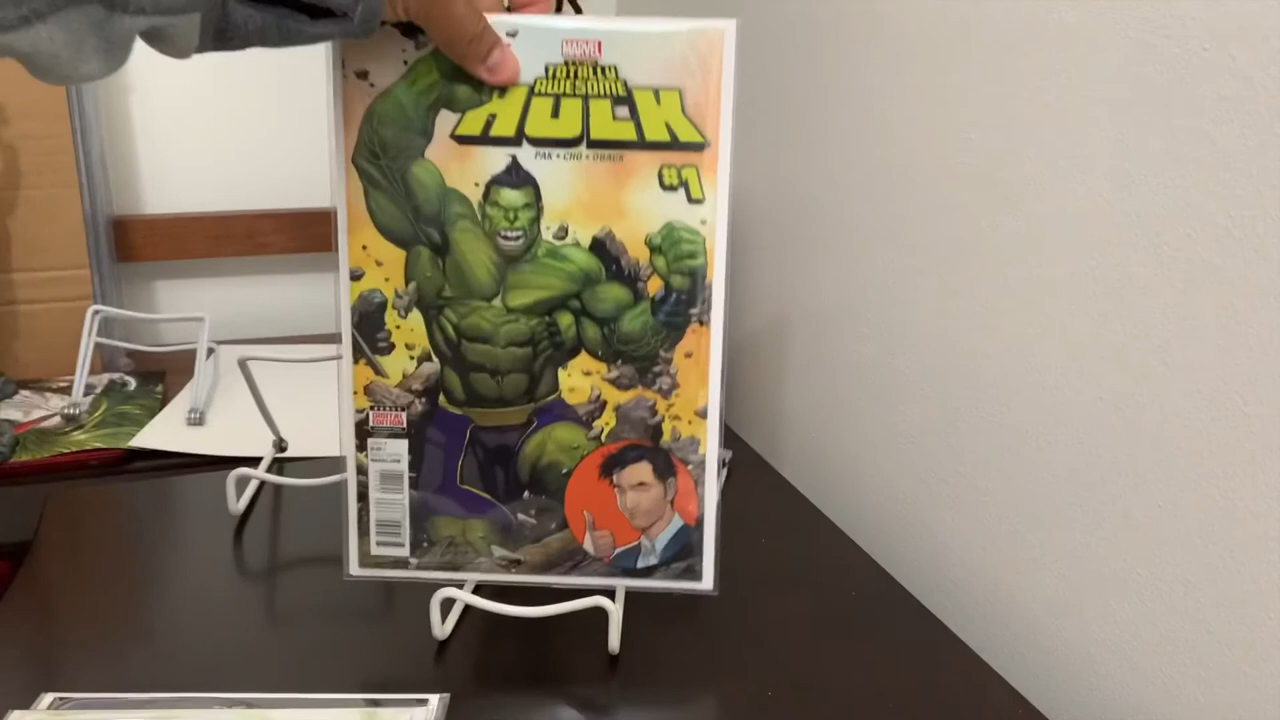 MARVEL
TOTALLY
AWESOME
HULK
PAK • CHO • OBACK
#1
DIGITAL
EDITION